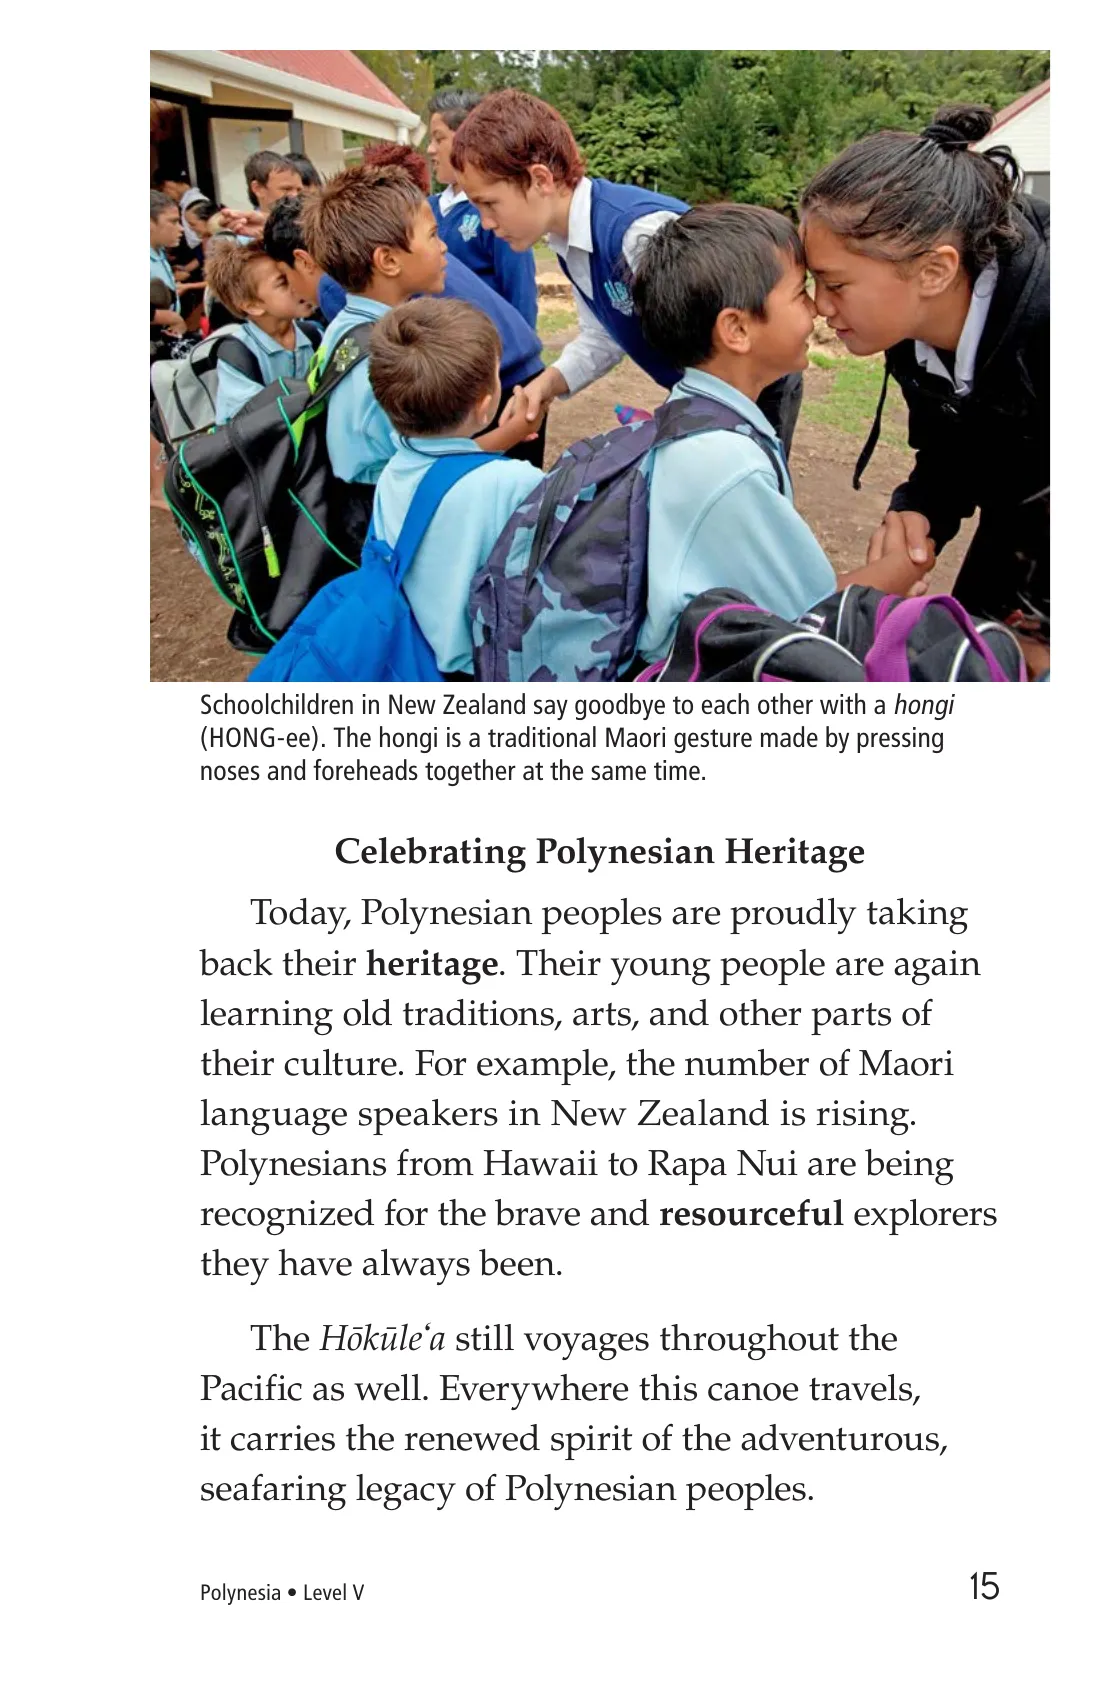 Schoolchildren in New Zealand say goodbye to each other with a hongi
(HONG-ee). The hongi is a traditional Maori gesture made by pressing
noses and foreheads together at the same time.
Celebrating Polynesian Heritage
Today, Polynesian peoples are proudly taking
back their heritage. Their young people are again
learning old traditions, arts, and other parts of
their culture. For example, the number of Maori
language speakers in New Zealand is rising.
Polynesians from Hawaii to Rapa Nui are being
recognized for the brave and resourceful explorers
they have always been.
The Hōkūleʻa still voyages throughout the
Pacific as well. Everywhere this canoe travels,
it carries the renewed spirit of the adventurous,
seafaring legacy of Polynesian peoples.
Polynesia • Level V
15